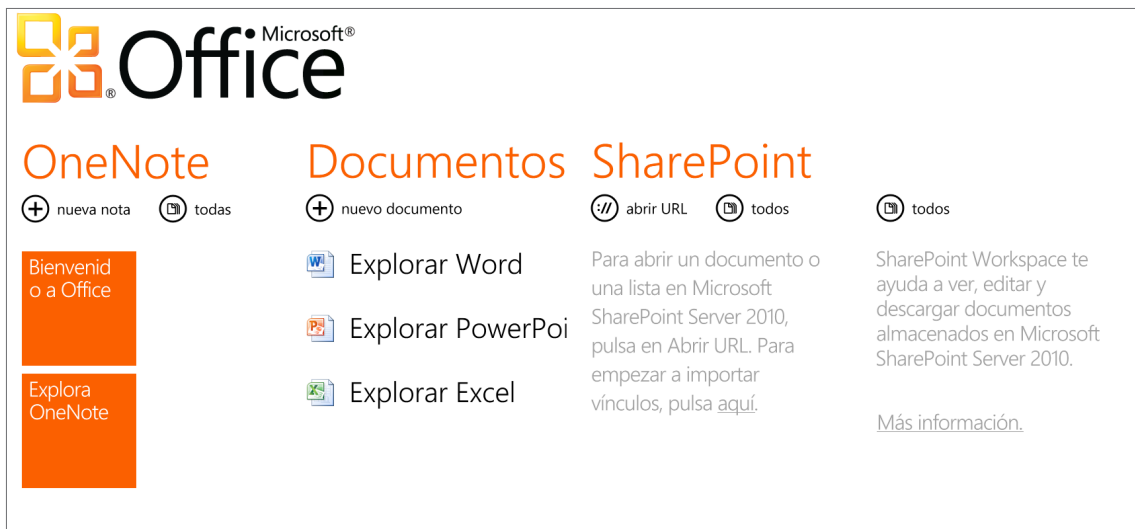 Microsoft®
Office
®
OneNote
nueva nota
todas
Bienvenid
o a Office
Explora
OneNote
Documentos
nuevo documento
Explorar Word
Explorar PowerPoi
Explorar Excel
SharePoint
abrir URL
todos
Para abrir un documento o
una lista en Microsoft
SharePoint Server 2010,
pulsa en Abrir URL. Para
empezar a importar
vínculos, pulsa aquí.
todos
SharePoint Workspace te
ayuda a ver, editar y
descargar documentos
almacenados en Microsoft
SharePoint Server 2010.
Más información.